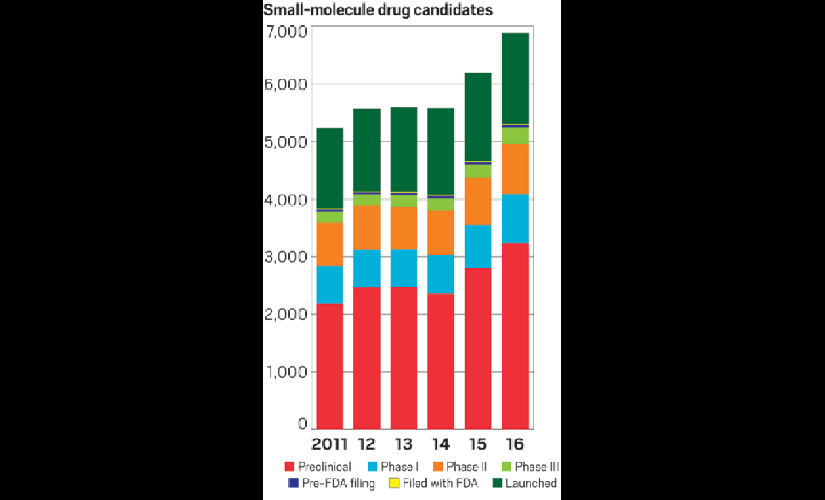 Small-molecule drug candidates
7,000
6,000
5,000
4,000
3,000
2,000
1,000
0
2011 12 13 14 15 16
Preclinical Phase I Phase II Phase III
Pre-FDA filing Filed with FDA Launched